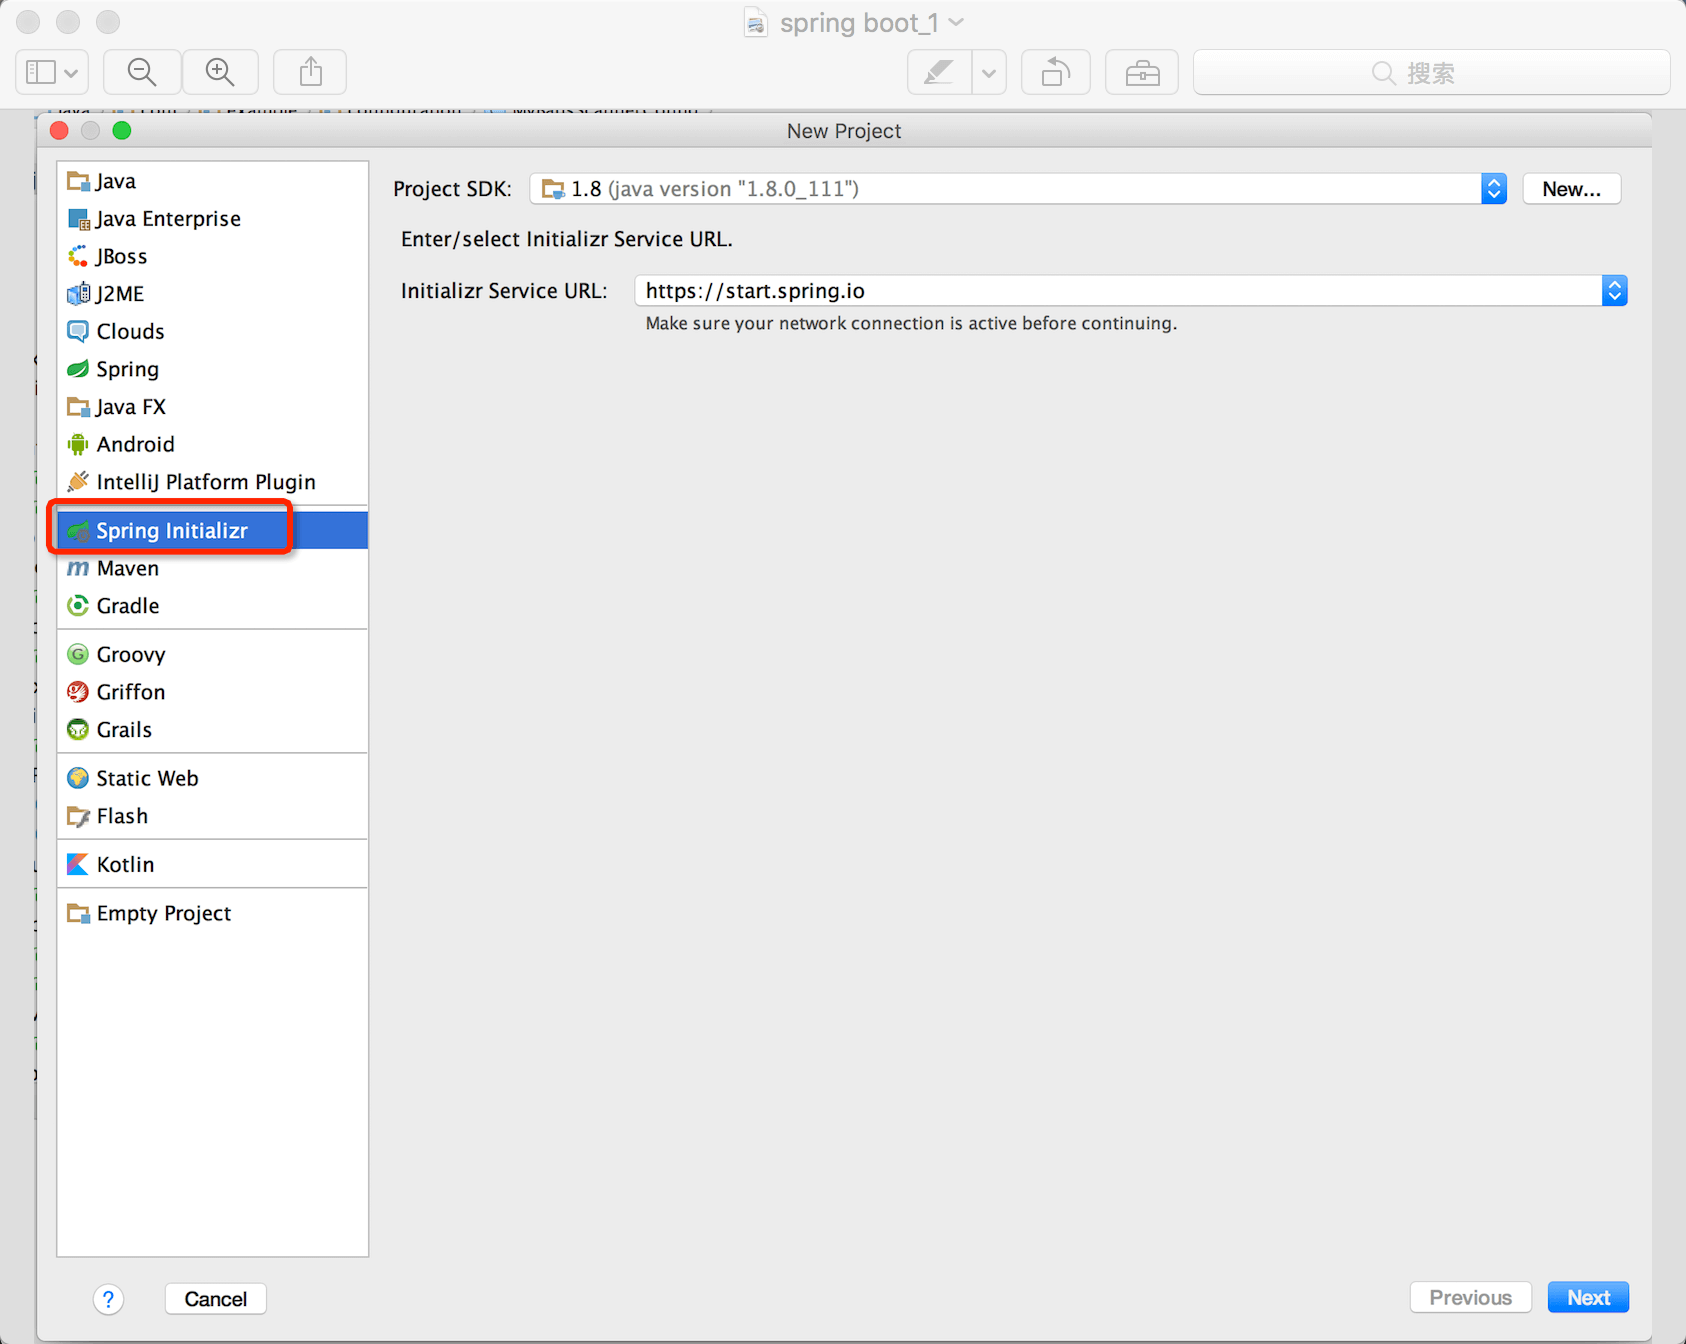 spring boot_1
搜索
New Project
Java
Java Enterprise
JBoss
J2ME
Clouds
Spring
Java FX
Android
IntelliJ Platform Plugin
Spring Initializr
Maven
Gradle
Groovy
Griffon
Grails
Static Web
Flash
Kotlin
Empty Project
Project SDK: 1.8 (java version "1.8.0_111") New...
Enter/select Initializr Service URL.
Initializr Service URL: https://start.spring.io
Make sure your network connection is active before continuing.
? Cancel Previous Next